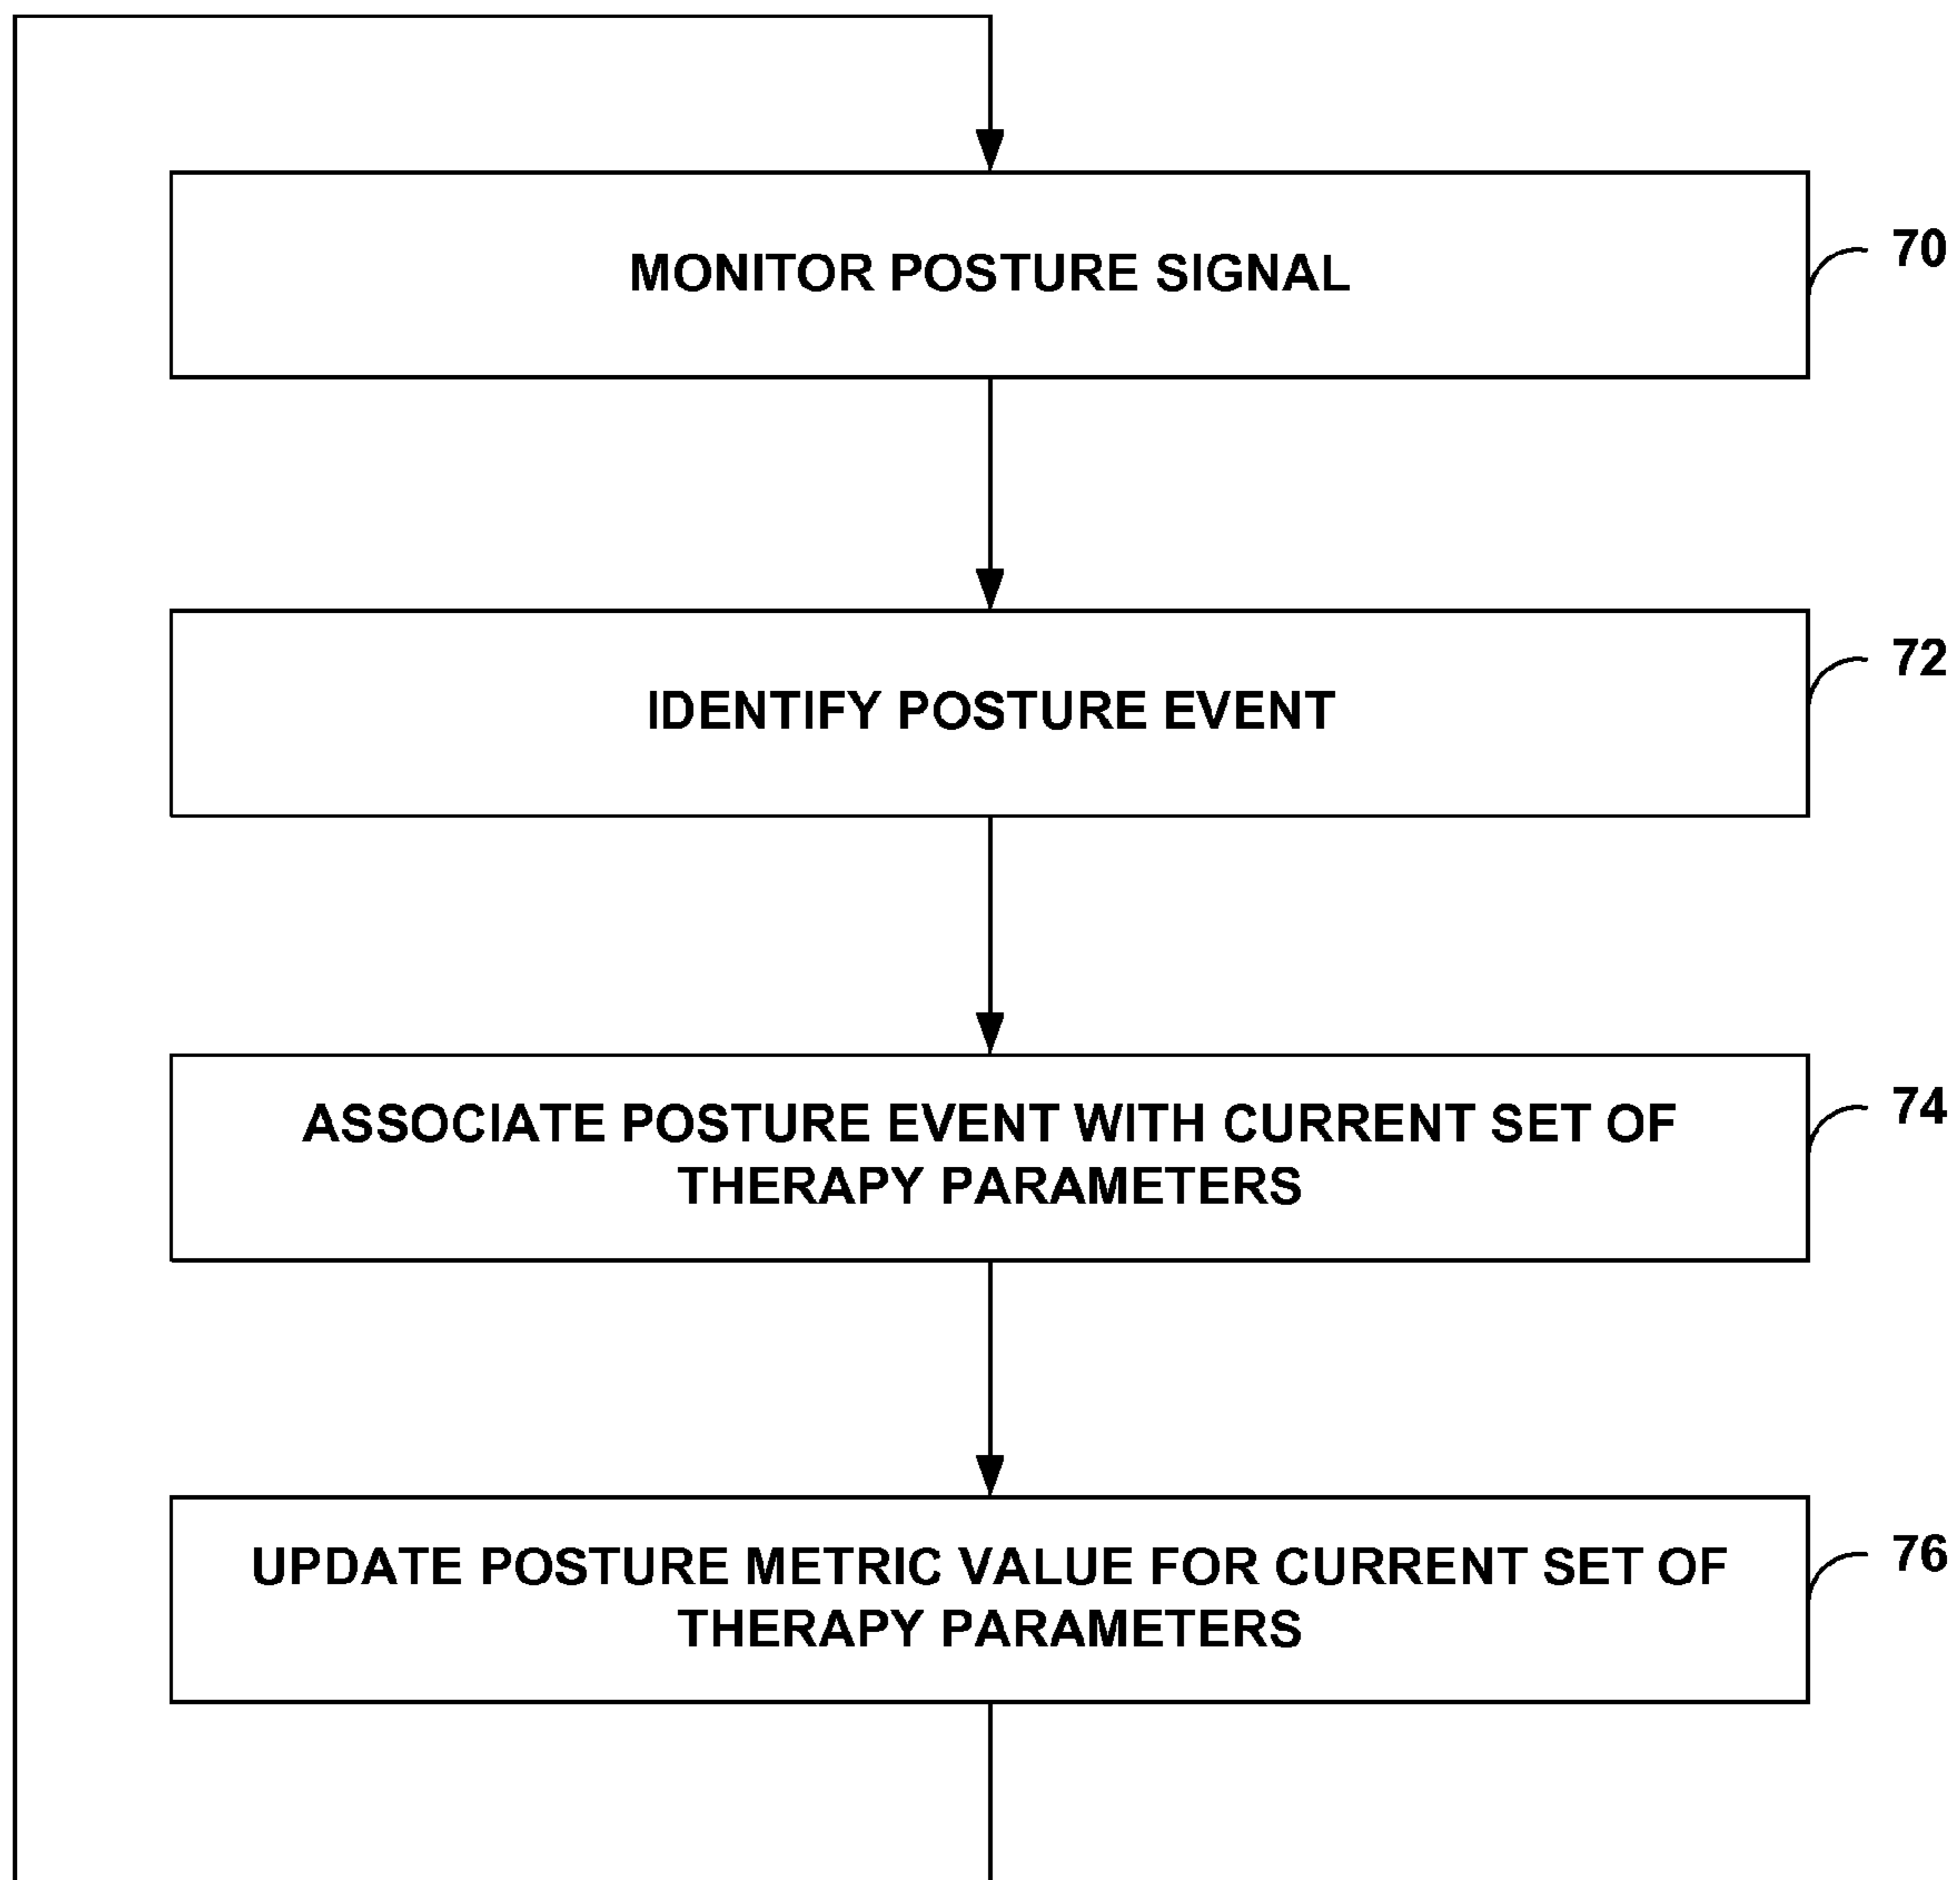 MONITOR POSTURE SIGNAL
70
IDENTIFY POSTURE EVENT
72
ASSOCIATE POSTURE EVENT WITH CURRENT SET OF
THERAPY PARAMETERS
74
UPDATE POSTURE METRIC VALUE FOR CURRENT SET OF
THERAPY PARAMETERS
76